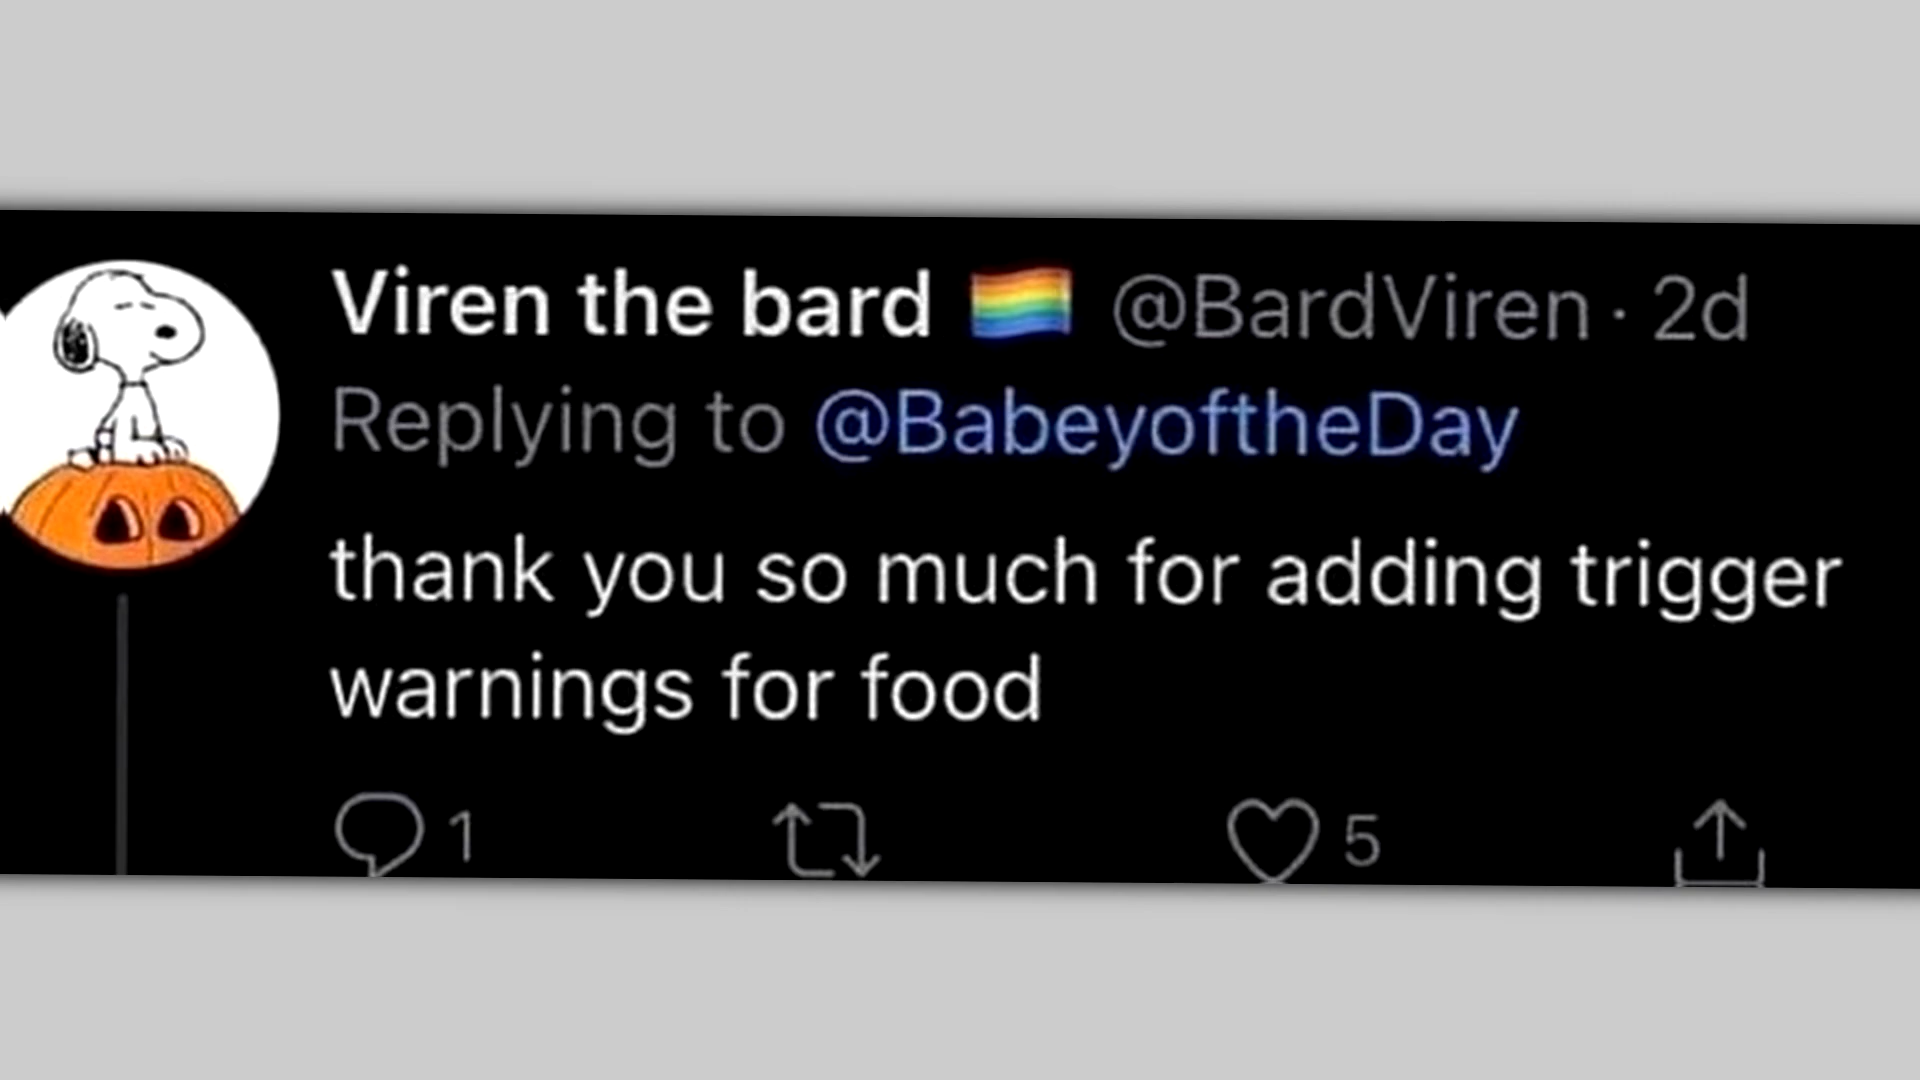 Viren the bard 🏳️‍🌈 @BardViren · 2d
Replying to @BabeyoftheDay
thank you so much for adding trigger
warnings for food
1 5